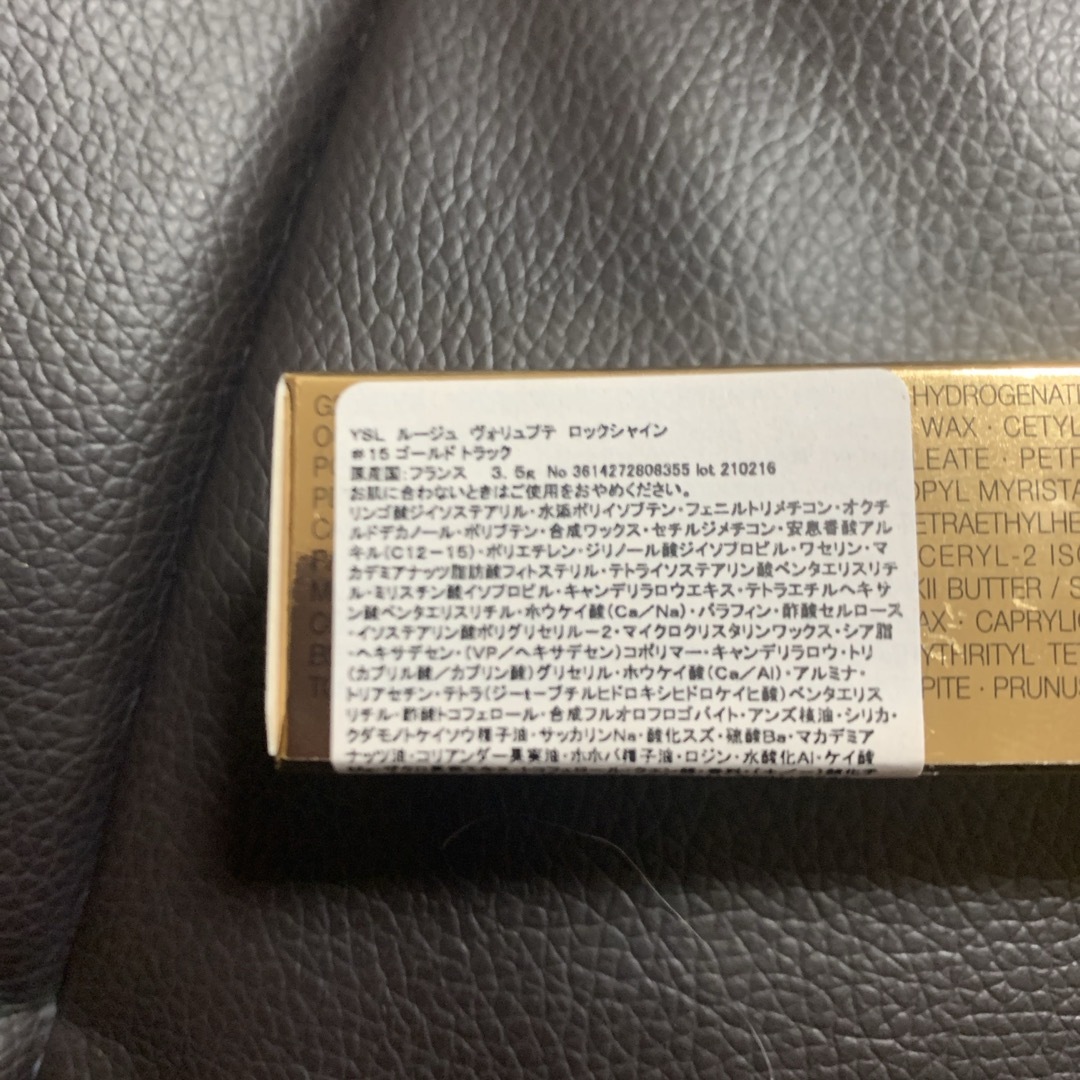 YSL ルージュ ヴォリュプテ ロックシャイン
#15 ゴールド トラック
原産国:フランス 3.5g No 3614272808355 lot 210216
お肌に合わないときはご使用をおやめください。
リンゴ酸ジイソステアリル・水添ポリイソブテン・フェニルトリメチコン・オクチ
ルドデカノール・ポリブテン・合成ワックス・セチルジメチコン・安息香酸アル
キル(C12-15)・ポリエチレン・ジリノール酸ジイソプロピル・ワセリン・マ
カデミアナッツ脂肪酸フィトステリル・テトライソステアリン酸ペンタエリスリチ
ル・ミリスチン酸イソプロピル・キャンデリラロウエキス・テトラエチルヘキサ
ン酸ペンタエリスリチル・ホウケイ酸(Ca/Na)・パラフィン・酢酸セルロース
・イソステアリン酸ポリグリセリル-2・マイクロクリスタリンワックス・シア脂
・ヘキサデセン・(VP/ヘキサデセン)コポリマー・キャンデリラロウ・トリ
(カプリル酸/カプリン酸)グリセリル・ホウケイ酸(Ca/Al)・アルミナ・
トリアセチン・テトラ(ジ-t-ブチルヒドロキシヒドロケイヒ酸)ペンタエリス
リチル・酢酸トコフェロール・合成フルオロフロゴパイト・アンズ核油・シリカ・
クダモノトケイソウ種子油・サッカリンNa・酸化スズ・硫酸Ba・マカデミア
ナッツ油・コリアンダー果実油・ホホバ種子油・ロジン・水酸化Al・ケイ酸
HYDROGENATE
WAX · CETYL
LEATE · PETR
OPYL MYRISTA
ETRAETHYLHE
CERYL-2 ISO
KII BUTTER / S
AX · CAPRYLIC
YTHRITYL TE
PITE · PRUNUS